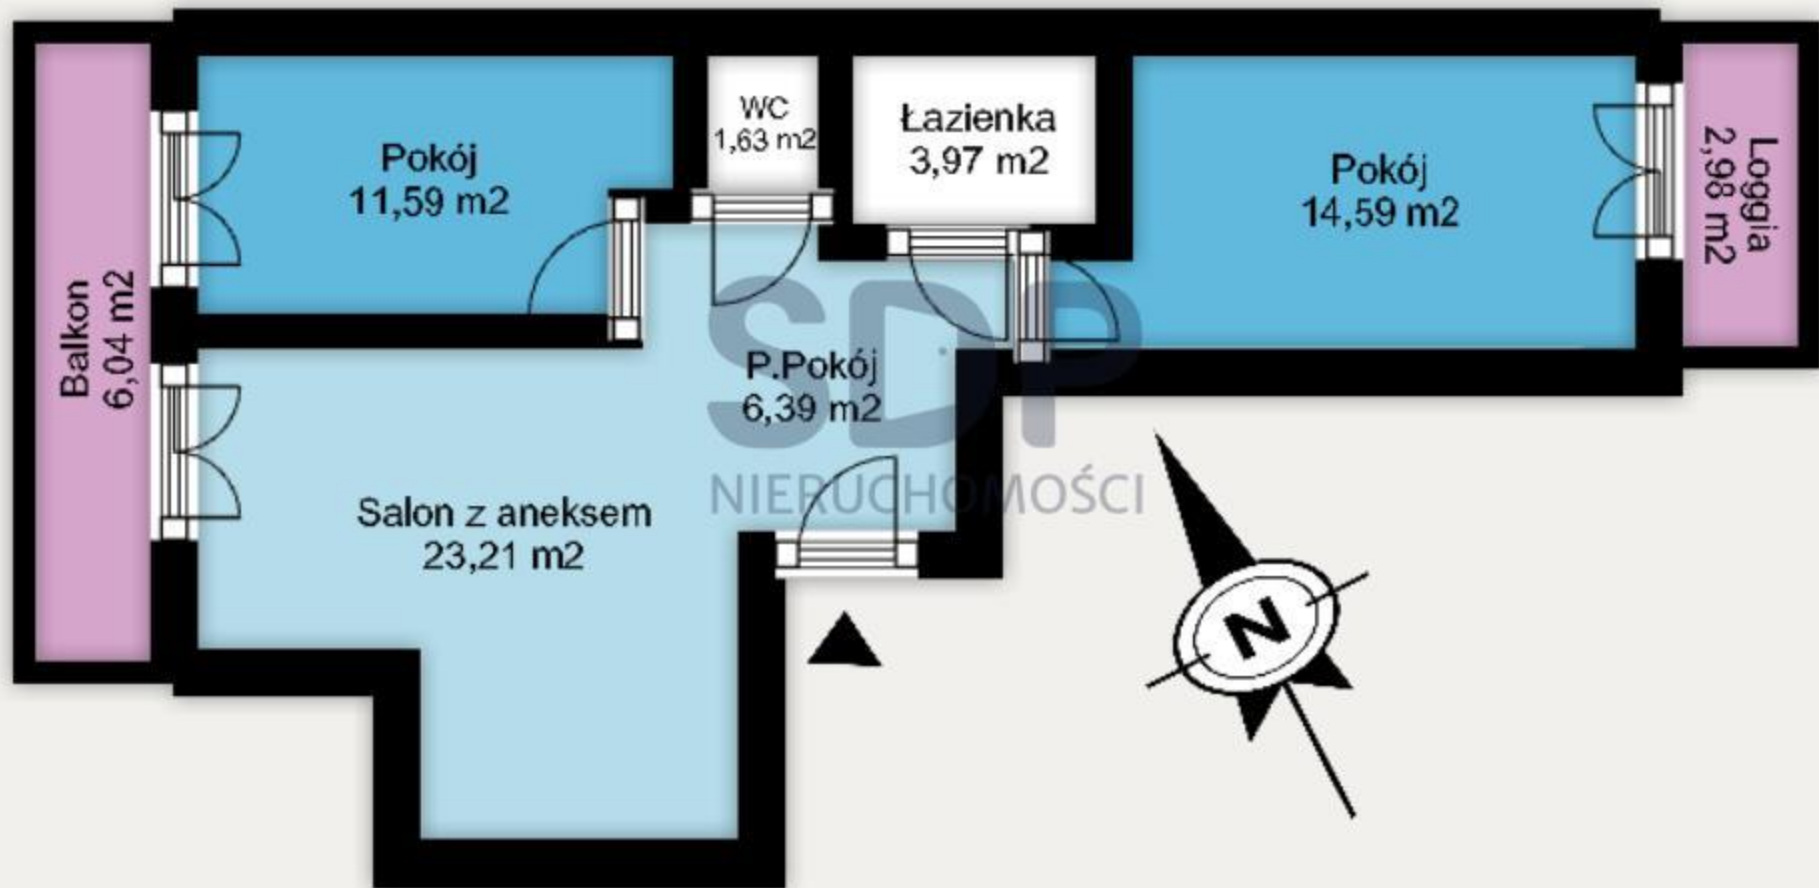 Pokój
11,59 m2
WC
1,63 m2
Łazienka
3,97 m2
Pokój
14,59 m2
Loggia
2,98 m2
Balkon
6,04 m2
P.Pokój
6,39 m2
SDP
NIERUCHOMOŚCI
Salon z aneksem
23,21 m2
N